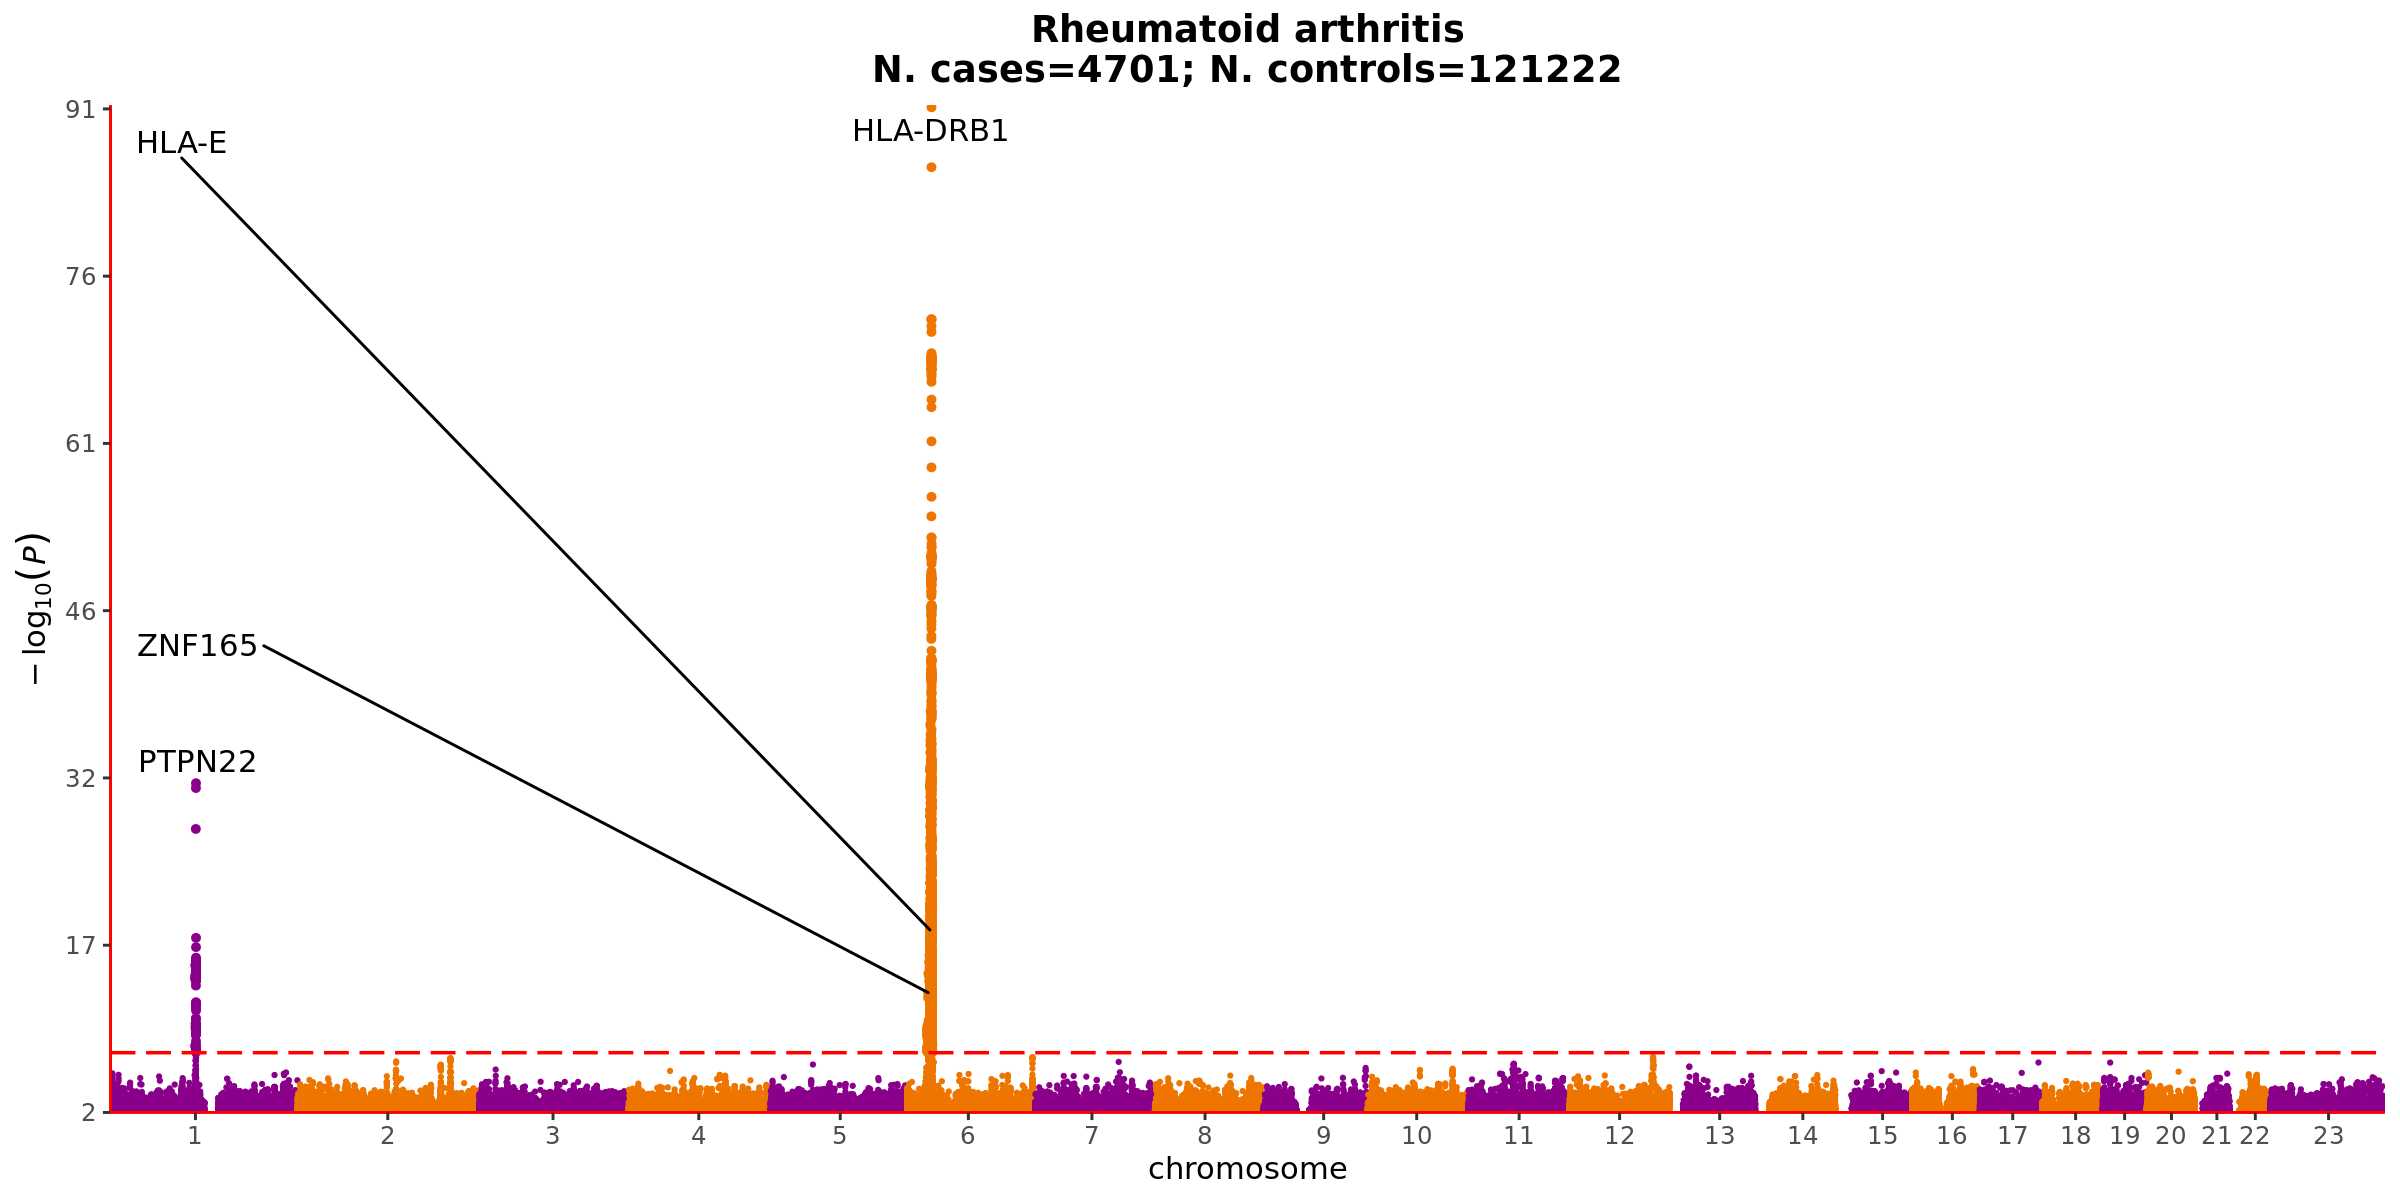 Rheumatoid arthritis
N. cases=4701; N. controls=121222
91
HLA-E
HLA-DRB1
76
61
46
ZNF165
PTPN22
32
17
2
−log10(P)
1 2 3 4 5 6 7 8 9 10 11 12 13 14 15 16 17 18 19 20 21 22 23
chromosome